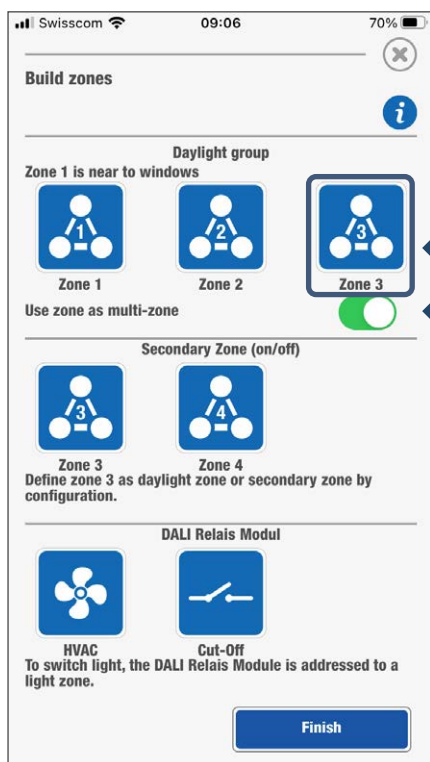 Swisscom 09:06 70%
Build zones
i
Daylight group
Zone 1 is near to windows
1 2 3
Zone 1 Zone 2 Zone 3
Use zone as multi-zone
Secondary Zone (on/off)
3 4
Zone 3 Zone 4
Define zone 3 as daylight zone or secondary zone by
configuration.
DALI Relais Modul
HVAC Cut-Off
To switch light, the DALI Relais Module is addressed to a
light zone.
Finish